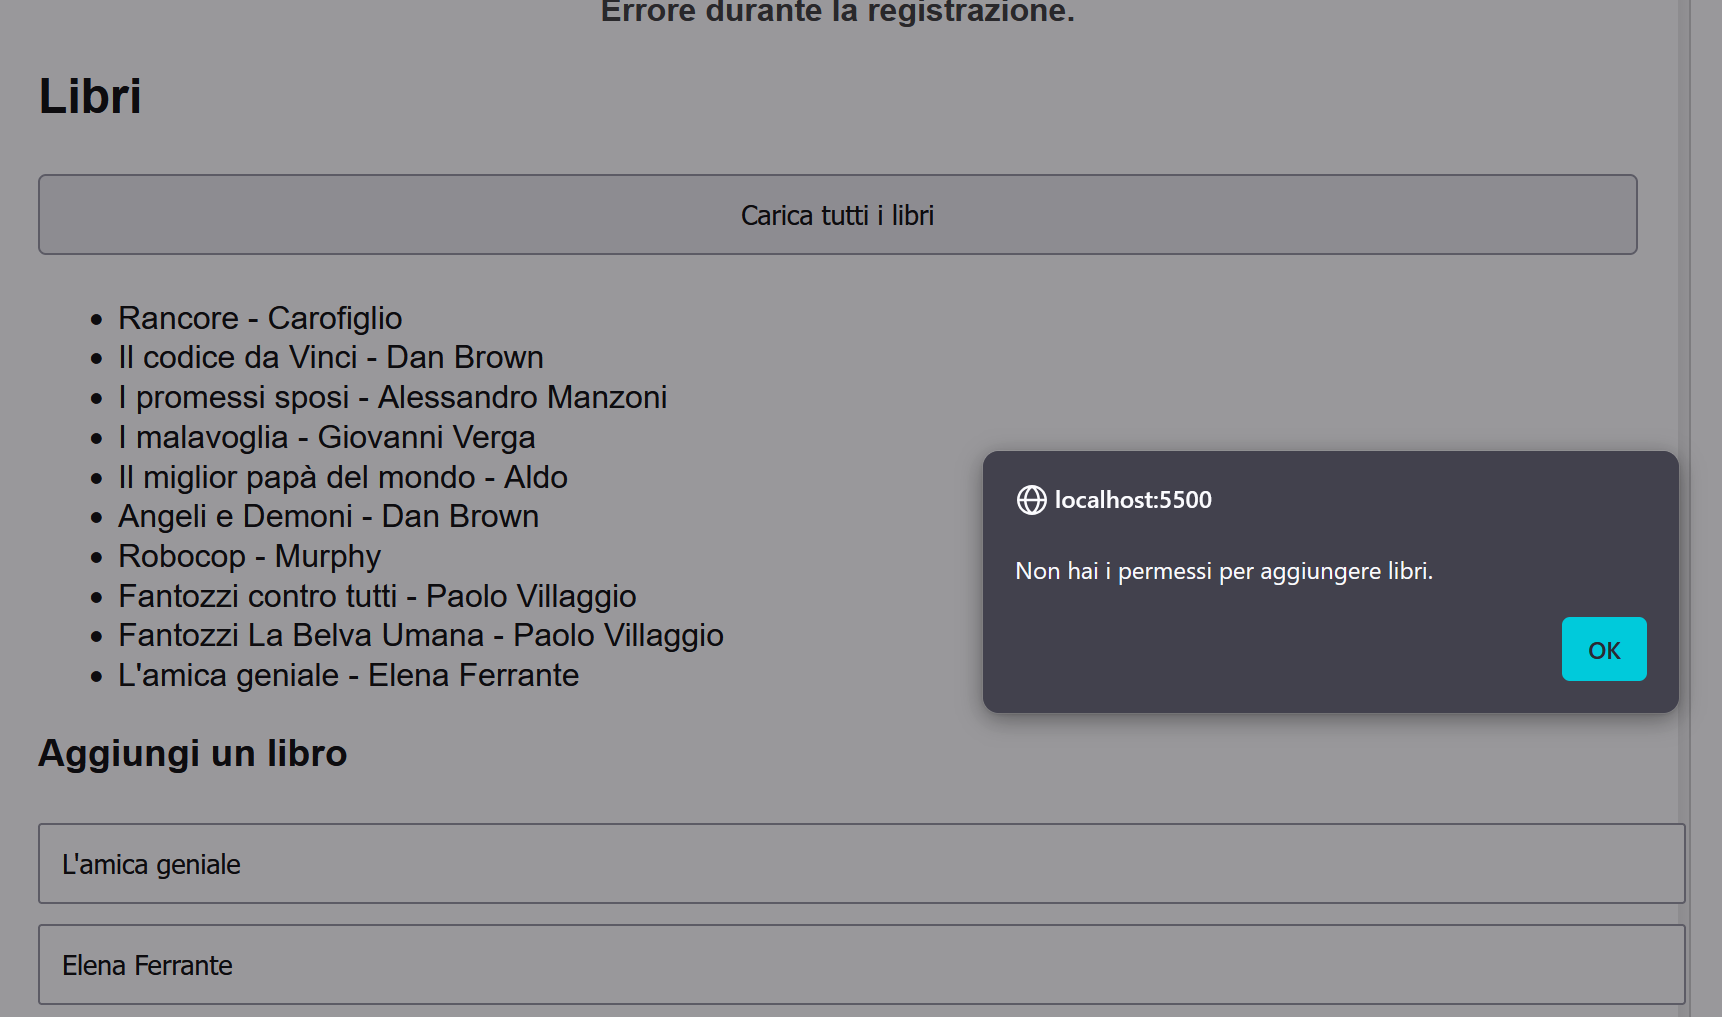 Errore durante la registrazione.
Libri
Carica tutti i libri
Rancore - Carofiglio
Il codice da Vinci - Dan Brown
I promessi sposi - Alessandro Manzoni
I malavoglia - Giovanni Verga
Il miglior papà del mondo - Aldo
Angeli e Demoni - Dan Brown
Robocop - Murphy
Fantozzi contro tutti - Paolo Villaggio
Fantozzi La Belva Umana - Paolo Villaggio
L'amica geniale - Elena Ferrante
localhost:5500
Non hai i permessi per aggiungere libri.
OK
Aggiungi un libro
L'amica geniale
Elena Ferrante